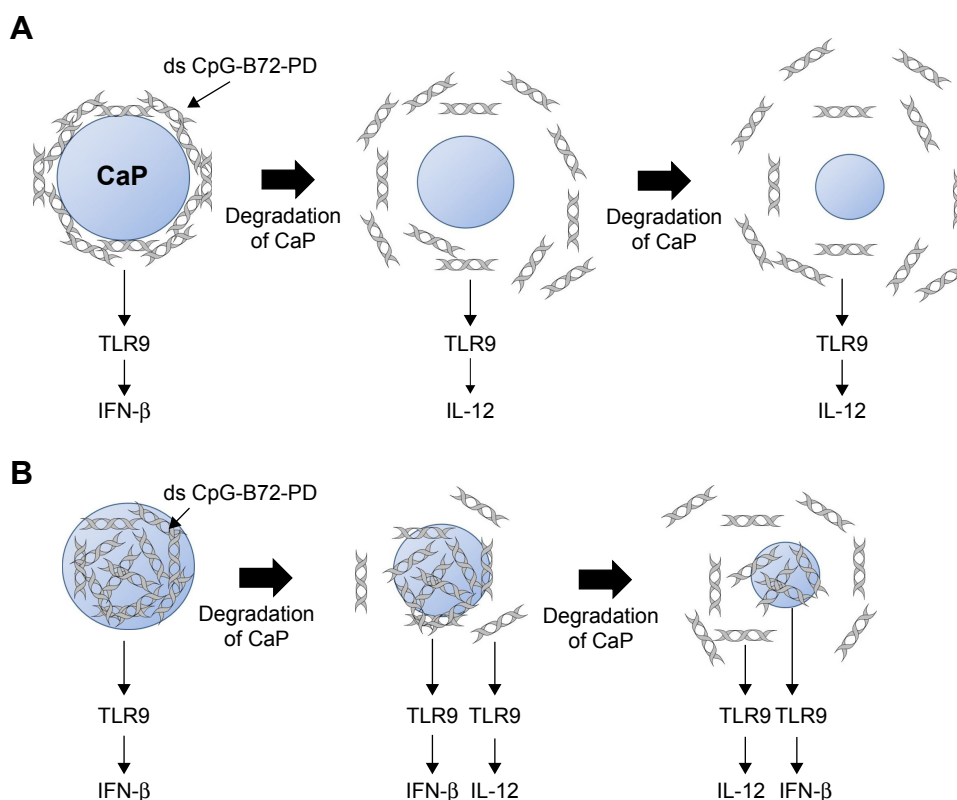 A
ds CpG-B72-PD
CaP
Degradation
of CaP
Degradation
of CaP
TLR9
TLR9
TLR9
IFN-β
IL-12
IL-12
B
ds CpG-B72-PD
Degradation
of CaP
Degradation
of CaP
TLR9
TLR9 TLR9
TLR9 TLR9
IFN-β
IFN-β IL-12
IL-12 IFN-β